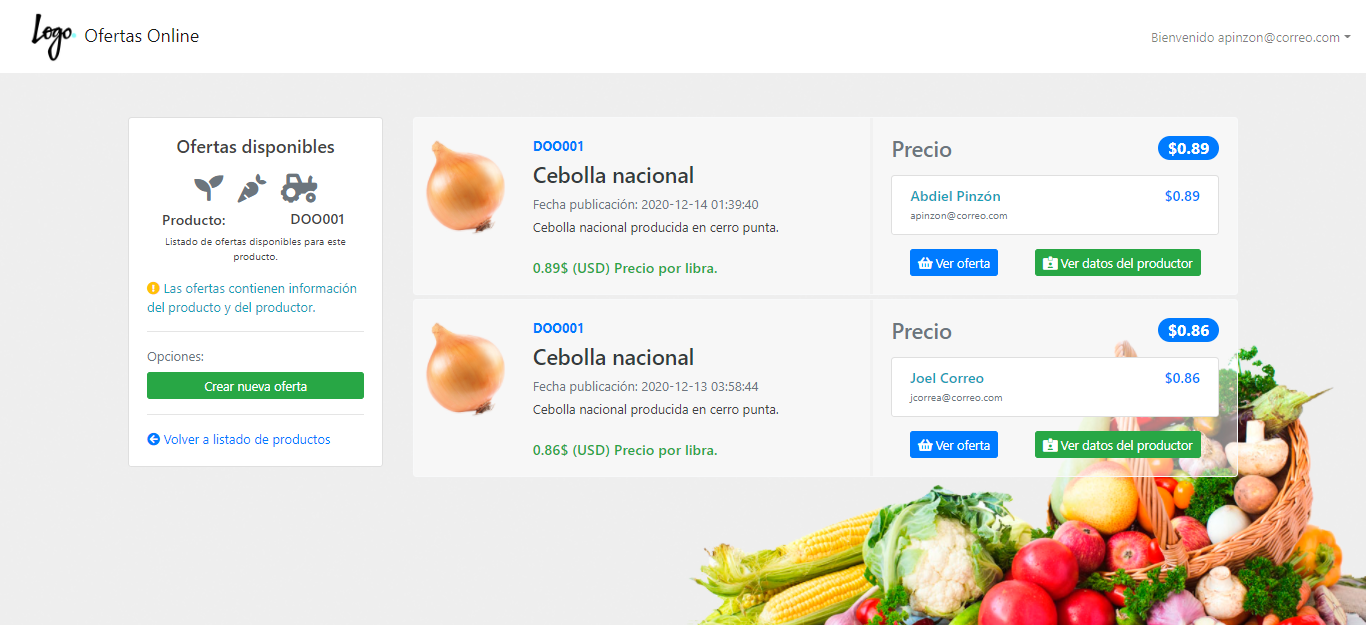 Logo Ofertas Online
Bienvenido apinzon@correo.com
Ofertas disponibles
Producto: DOO001
Listado de ofertas disponibles para este
producto.
Las ofertas contienen información
del producto y del productor.
Opciones:
Crear nueva oferta
Volver a listado de productos
DOO001
Cebolla nacional
Fecha publicación: 2020-12-14 01:39:40
Cebolla nacional producida en cerro punta.
0.89$ (USD) Precio por libra.
Precio $0.89
Abdiel Pinzón $0.89
apinzon@correo.com
Ver oferta Ver datos del productor
DOO001
Cebolla nacional
Fecha publicación: 2020-12-13 03:58:44
Cebolla nacional producida en cerro punta.
0.86$ (USD) Precio por libra.
Precio $0.86
Joel Correo $0.86
jcorrea@correo.com
Ver oferta Ver datos del productor